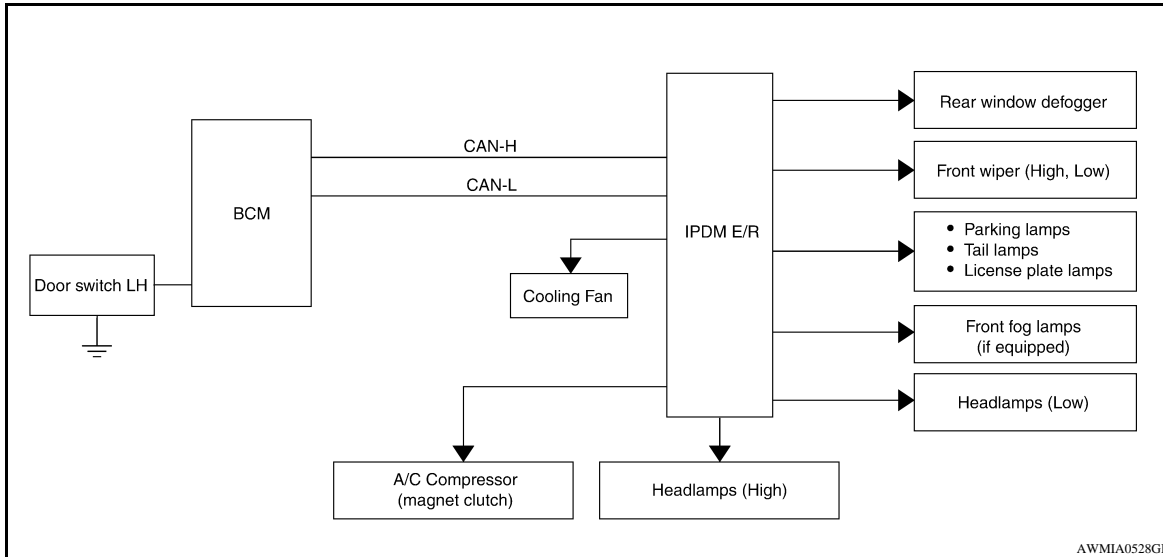 Rear window defogger
CAN-H
Front wiper (High, Low)
CAN-L
BCM
IPDM E/R
• Parking lamps
• Tail lamps
• License plate lamps
Door switch LH
Cooling Fan
Front fog lamps
(if equipped)
Headlamps (Low)
A/C Compressor
(magnet clutch)
Headlamps (High)